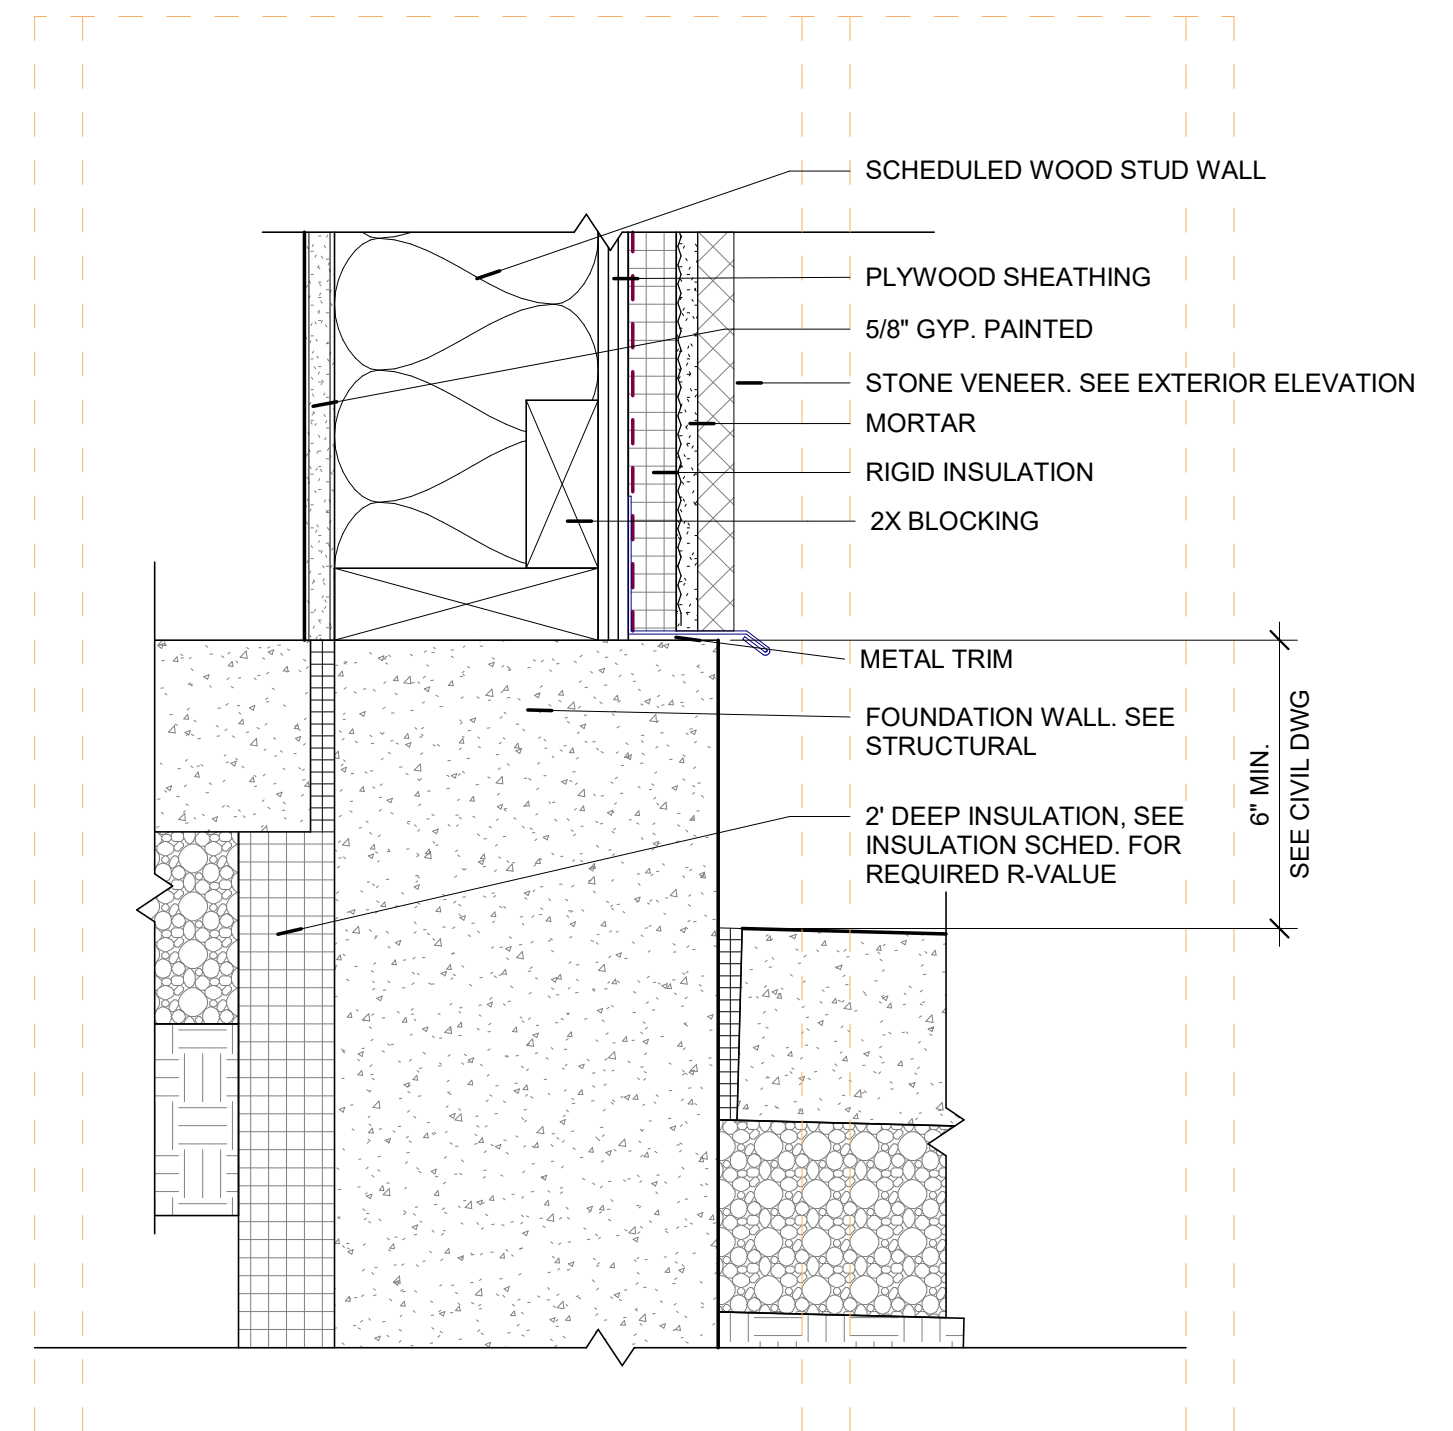 SCHEDULED WOOD STUD WALL
PLYWOOD SHEATHING
5/8" GYP. PAINTED
STONE VENEER. SEE EXTERIOR ELEVATION
MORTAR
RIGID INSULATION
2X BLOCKING
METAL TRIM
FOUNDATION WALL. SEE
STRUCTURAL
2' DEEP INSULATION, SEE
INSULATION SCHED. FOR
REQUIRED R-VALUE
6" MIN.
SEE CIVIL DWG